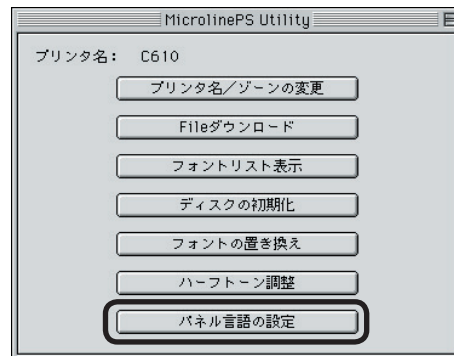 MicrolinePS Utility
プリンタ名： C610
プリンタ名／ゾーンの変更
Fileダウンロード
フォントリスト表示
ディスクの初期化
フォントの置き換え
ハーフトーン調整
パネル言語の設定